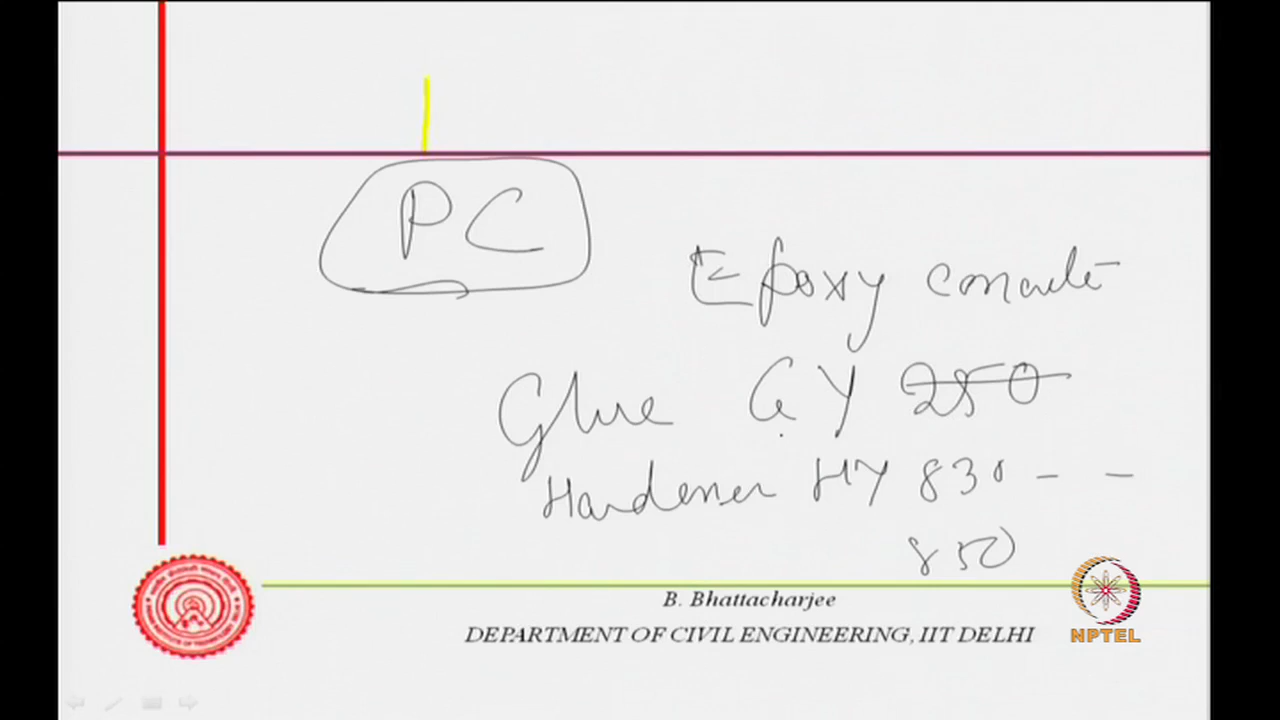 PC
Epoxy concrete
Glue GY 250
Hardener HY 830 - -
850
B. Bhattacharjee
DEPARTMENT OF CIVIL ENGINEERING, IIT DELHI
NPTEL